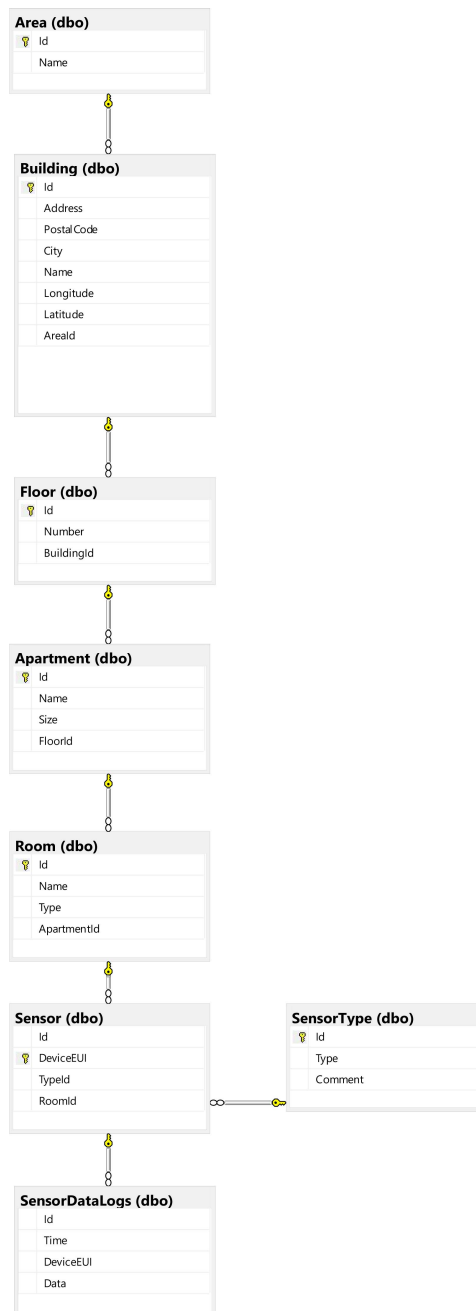 Area (dbo)
Id
Name
Building (dbo)
Id
Address
PostalCode
City
Name
Longitude
Latitude
AreaId
Floor (dbo)
Id
Number
BuildingId
Apartment (dbo)
Id
Name
Size
FloorId
Room (dbo)
Id
Name
Type
ApartmentId
Sensor (dbo)
Id
DeviceEUI
TypeId
RoomId
SensorType (dbo)
Id
Type
Comment
SensorDataLogs (dbo)
Id
Time
DeviceEUI
Data